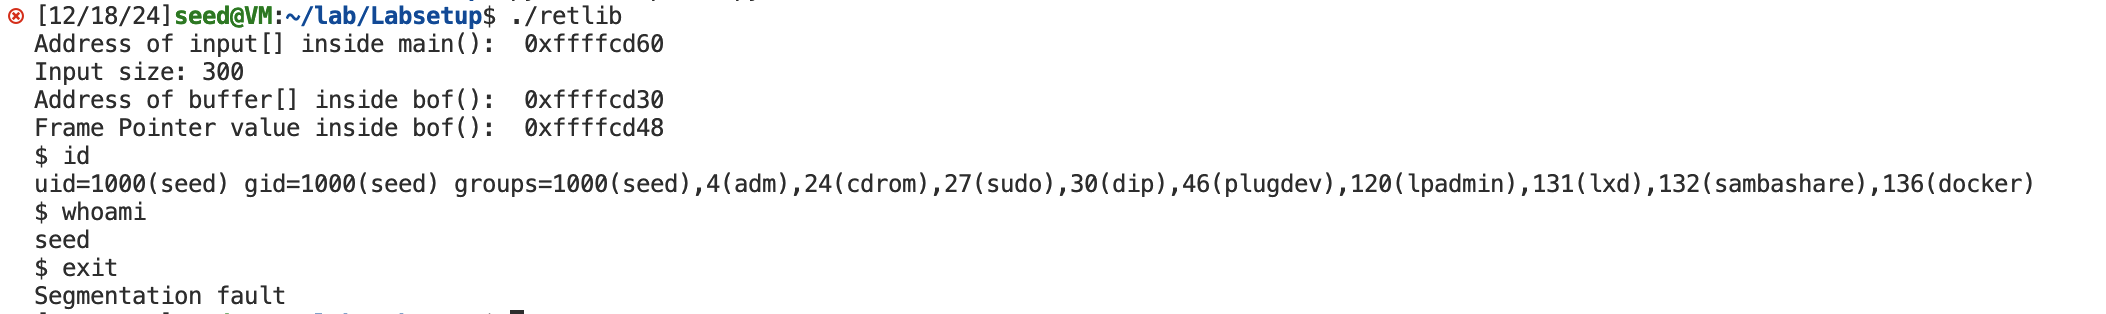 [12/18/24]seed@VM:~/lab/Labsetup$ ./retlib
Address of input[] inside main():  0xffffcd60
Input size: 300
Address of buffer[] inside bof():  0xffffcd30
Frame Pointer value inside bof():  0xffffcd48
$ id
uid=1000(seed) gid=1000(seed) groups=1000(seed),4(adm),24(cdrom),27(sudo),30(dip),46(plugdev),120(lpadmin),131(lxd),132(sambashare),136(docker)
$ whoami
seed
$ exit
Segmentation fault